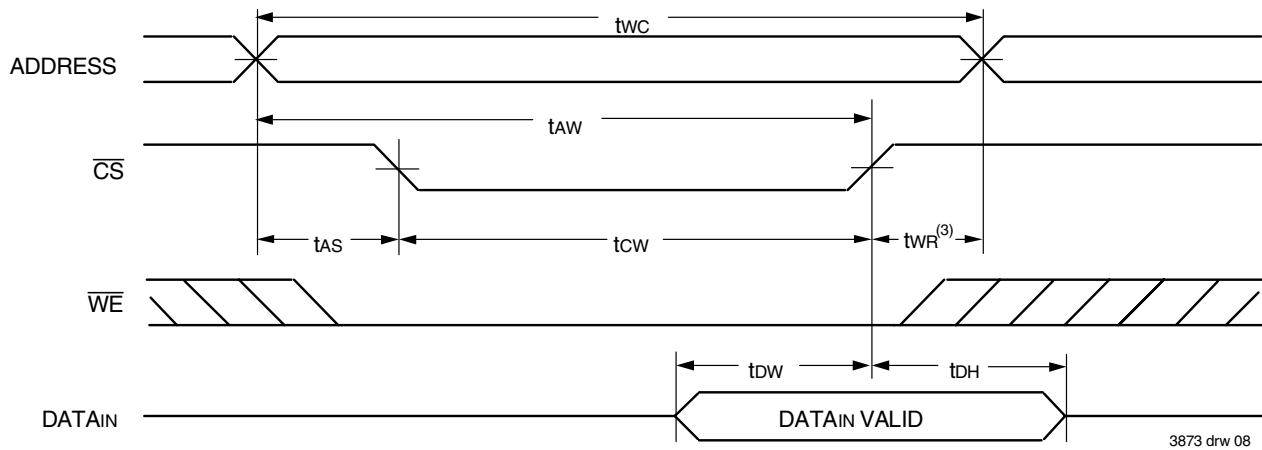 tWC
ADDRESS
tAW
CS
tAS
tCW
tWR(3)
WE
tDW
tDH
DATAIN
DATAIN VALID
3873 drw 08